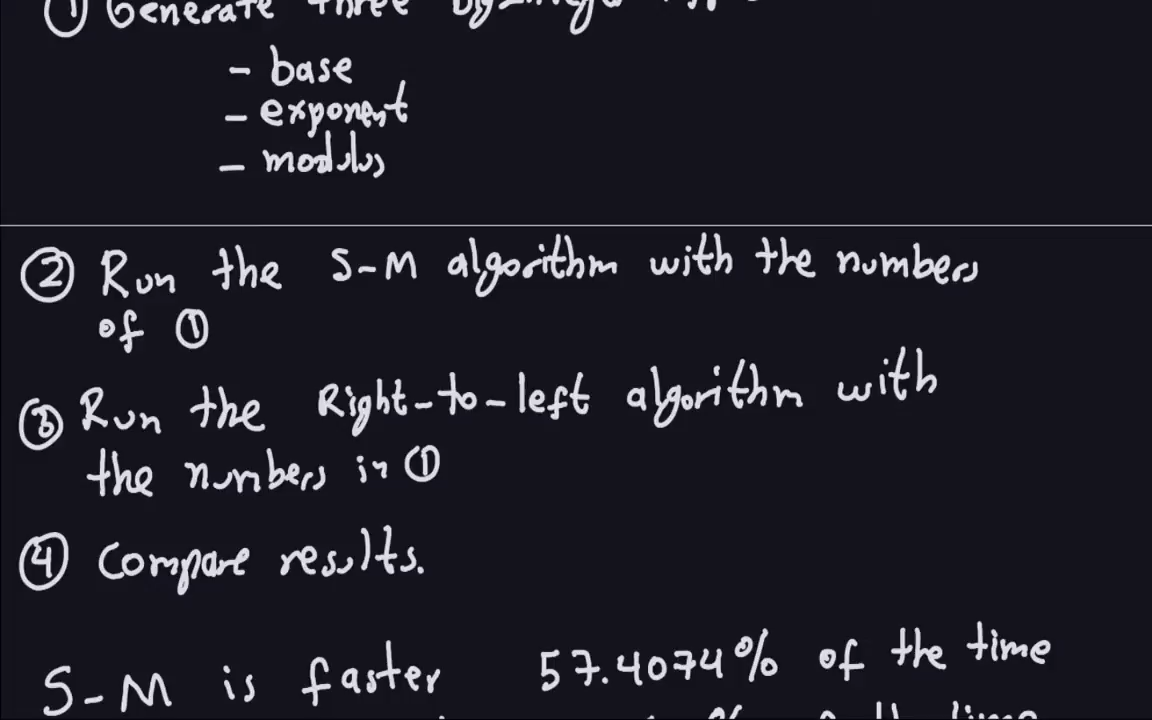 ① Generate three
- base
- exponent
- modulus
② Run the S-M algorithm with the numbers
of ①
③ Run the Right-to-left algorithm with
the numbers in ①
④ Compare results.
S-M is faster 57.4074% of the time